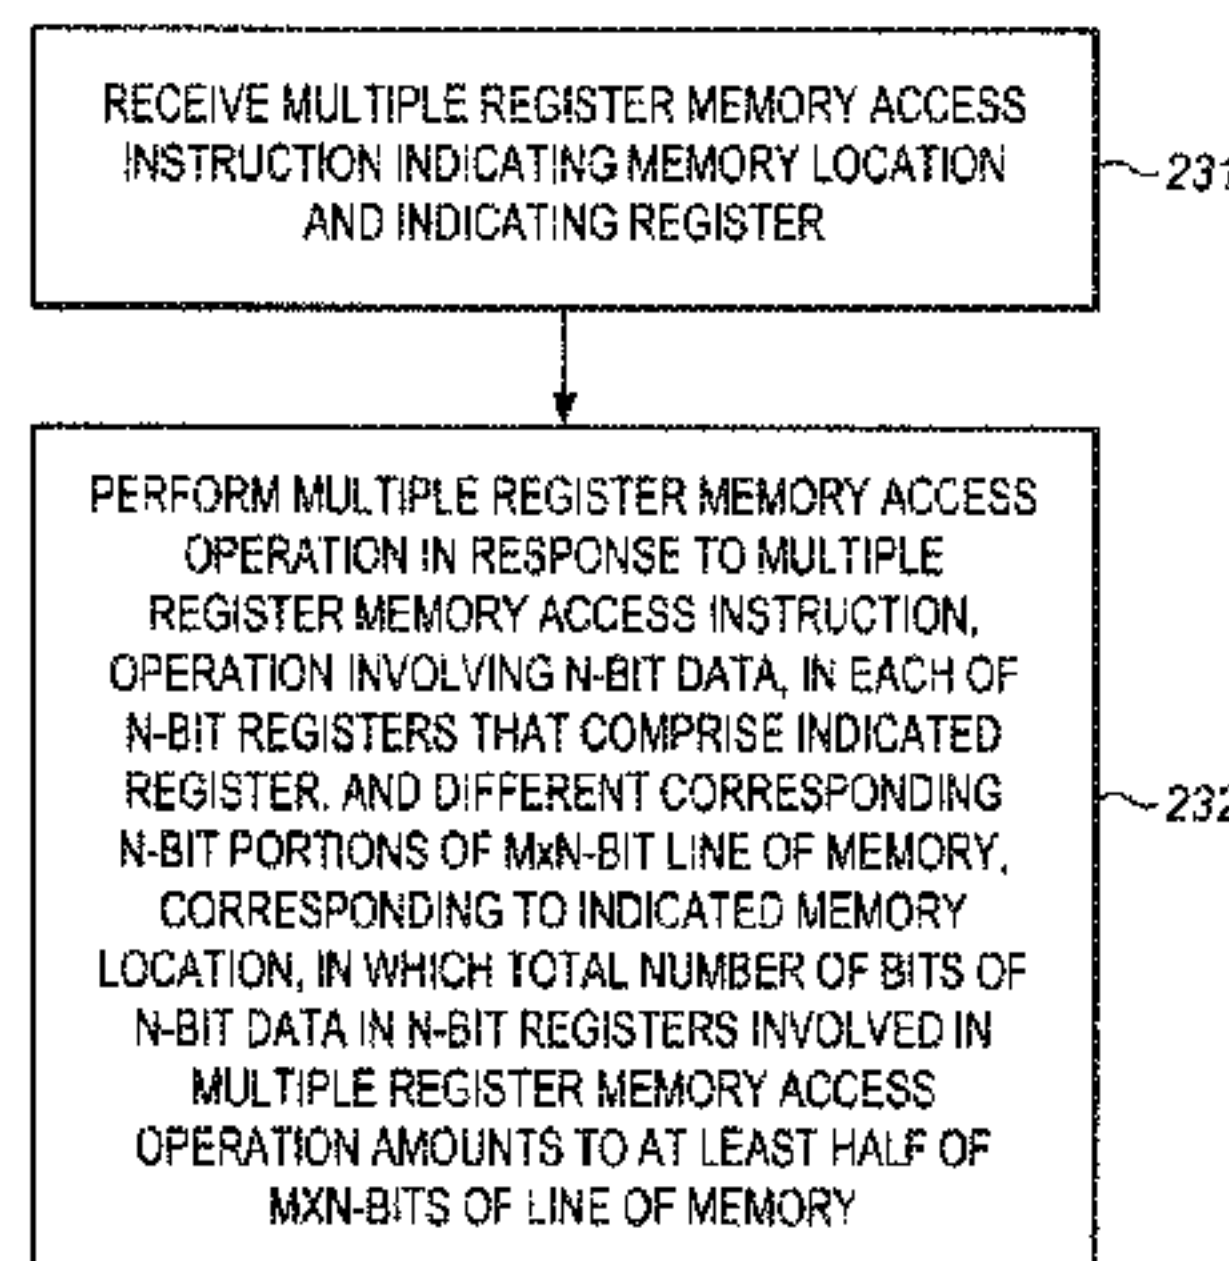 RECEIVE MULTIPLE REGISTER MEMORY ACCESS
INSTRUCTION INDICATING MEMORY LOCATION
AND INDICATING REGISTER
231
PERFORM MULTIPLE REGISTER MEMORY ACCESS
OPERATION IN RESPONSE TO MULTIPLE
REGISTER MEMORY ACCESS INSTRUCTION,
OPERATION INVOLVING N-BIT DATA, IN EACH OF
N-BIT REGISTERS THAT COMPRISE INDICATED
REGISTER, AND DIFFERENT CORRESPONDING
N-BIT PORTIONS OF MxN-BIT LINE OF MEMORY,
CORRESPONDING TO INDICATED MEMORY
LOCATION, IN WHICH TOTAL NUMBER OF BITS OF
N-BIT DATA IN N-BIT REGISTERS INVOLVED IN
MULTIPLE REGISTER MEMORY ACCESS
OPERATION AMOUNTS TO AT LEAST HALF OF
MXN-BITS OF LINE OF MEMORY
232